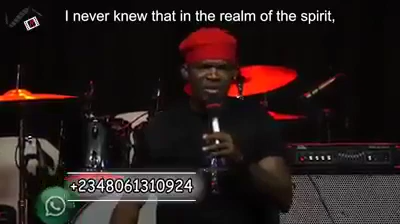 I never knew that in the realm of the spirit,
+2348061310924